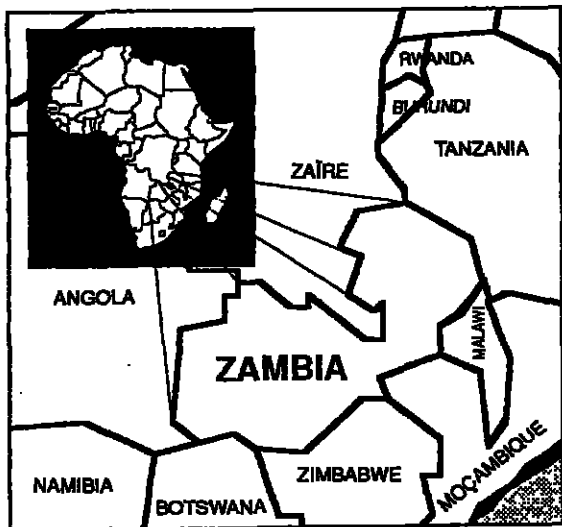 RWANDA
BURUNDI
TANZANIA
ZAÏRE
ANGOLA
MALAWI
ZAMBIA
MOÇAMBIQUE
ZIMBABWE
NAMIBIA
BOTSWANA